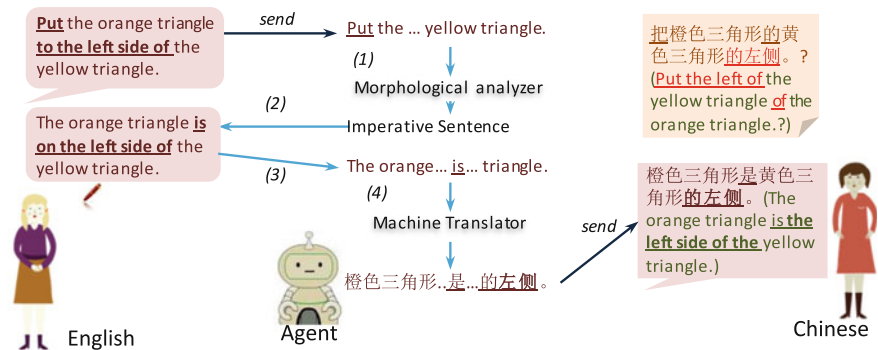 Put the orange triangle
to the left side of the
yellow triangle.
send
Put the ... yellow triangle.
(1)
Morphological analyzer
(2)
Imperative Sentence
The orange triangle is
on the left side of the
yellow triangle.
(3)
The orange... is... triangle.
(4)
Machine Translator
橙色三角形..是...的左侧。
send
把橙色三角形的黄
色三角形的左侧。?
(Put the left of the
yellow triangle of the
orange triangle.?)
橙色三角形是黄色三
角形的左侧。(The
orange triangle is the
left side of the yellow
triangle.)
English
Agent
Chinese